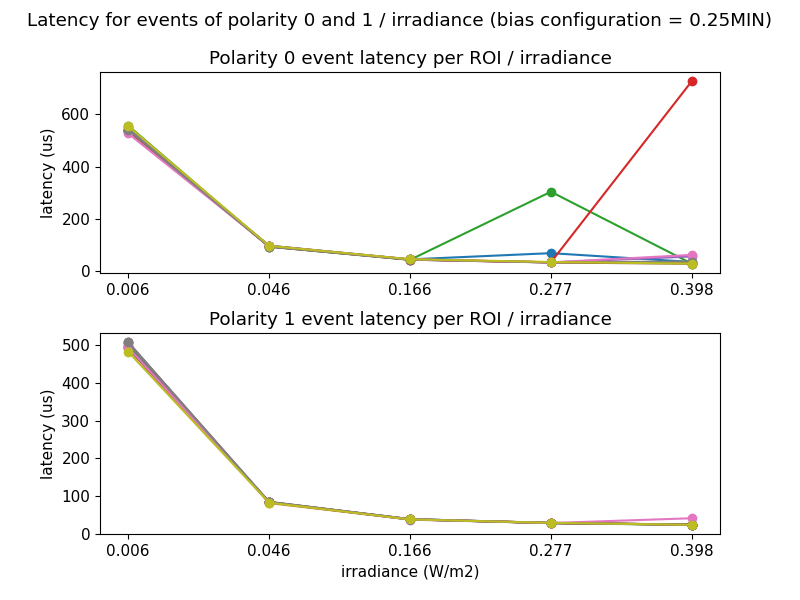 Latency for events of polarity 0 and 1 / irradiance (bias configuration = 0.25MIN)
Polarity 0 event latency per ROI / irradiance
latency (us)
600
400
200
0
0.006 0.046 0.166 0.277 0.398
Polarity 1 event latency per ROI / irradiance
latency (us)
500
400
300
200
100
0
0.006 0.046 0.166 0.277 0.398
irradiance (W/m2)